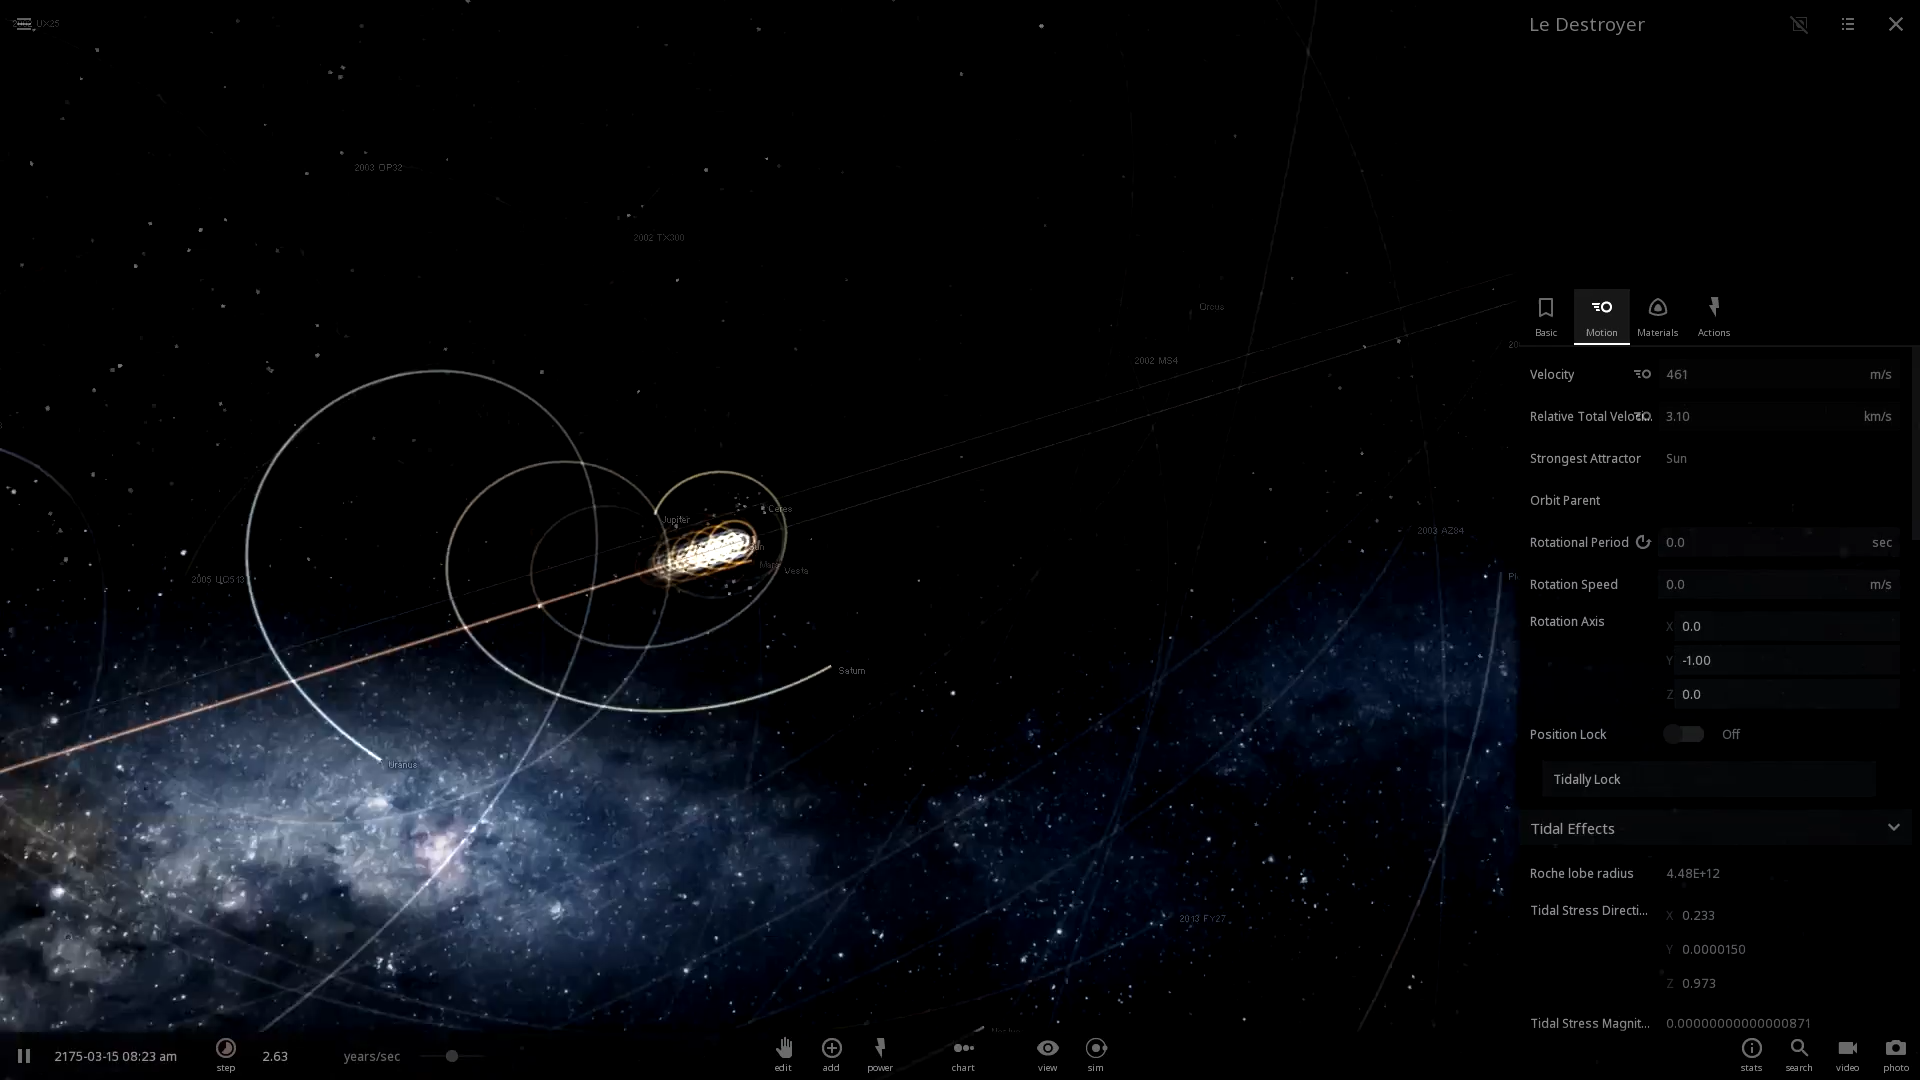 2002 UX25
Le Destroyer
2003 OP32
2002 TX300
Orcus
2002 MS4
Basic
Motion
Materials
Actions
Velocity 461 m/s
Relative Total Veloci... 3.10 km/s
Strongest Attractor Sun
Orbit Parent
Ceres
Jupiter
2003 AZ84
Rotational Period 0.0 sec
Mars
Vesta
2005 UQ513
Rotation Speed 0.0 m/s
Rotation Axis X 0.0
Y -1.00
Z 0.0
Saturn
Position Lock Off
Uranus
Tidally Lock
Tidal Effects
Roche lobe radius 4.48E+12
Tidal Stress Directi... X 0.233
2013 FY27
Y 0.0000150
Z 0.973
Tidal Stress Magnit... 0.00000000000000871
2175-03-15 08:23 am
step
2.63 years/sec
edit
add
power
chart
view
sim
stats
search
video
photo